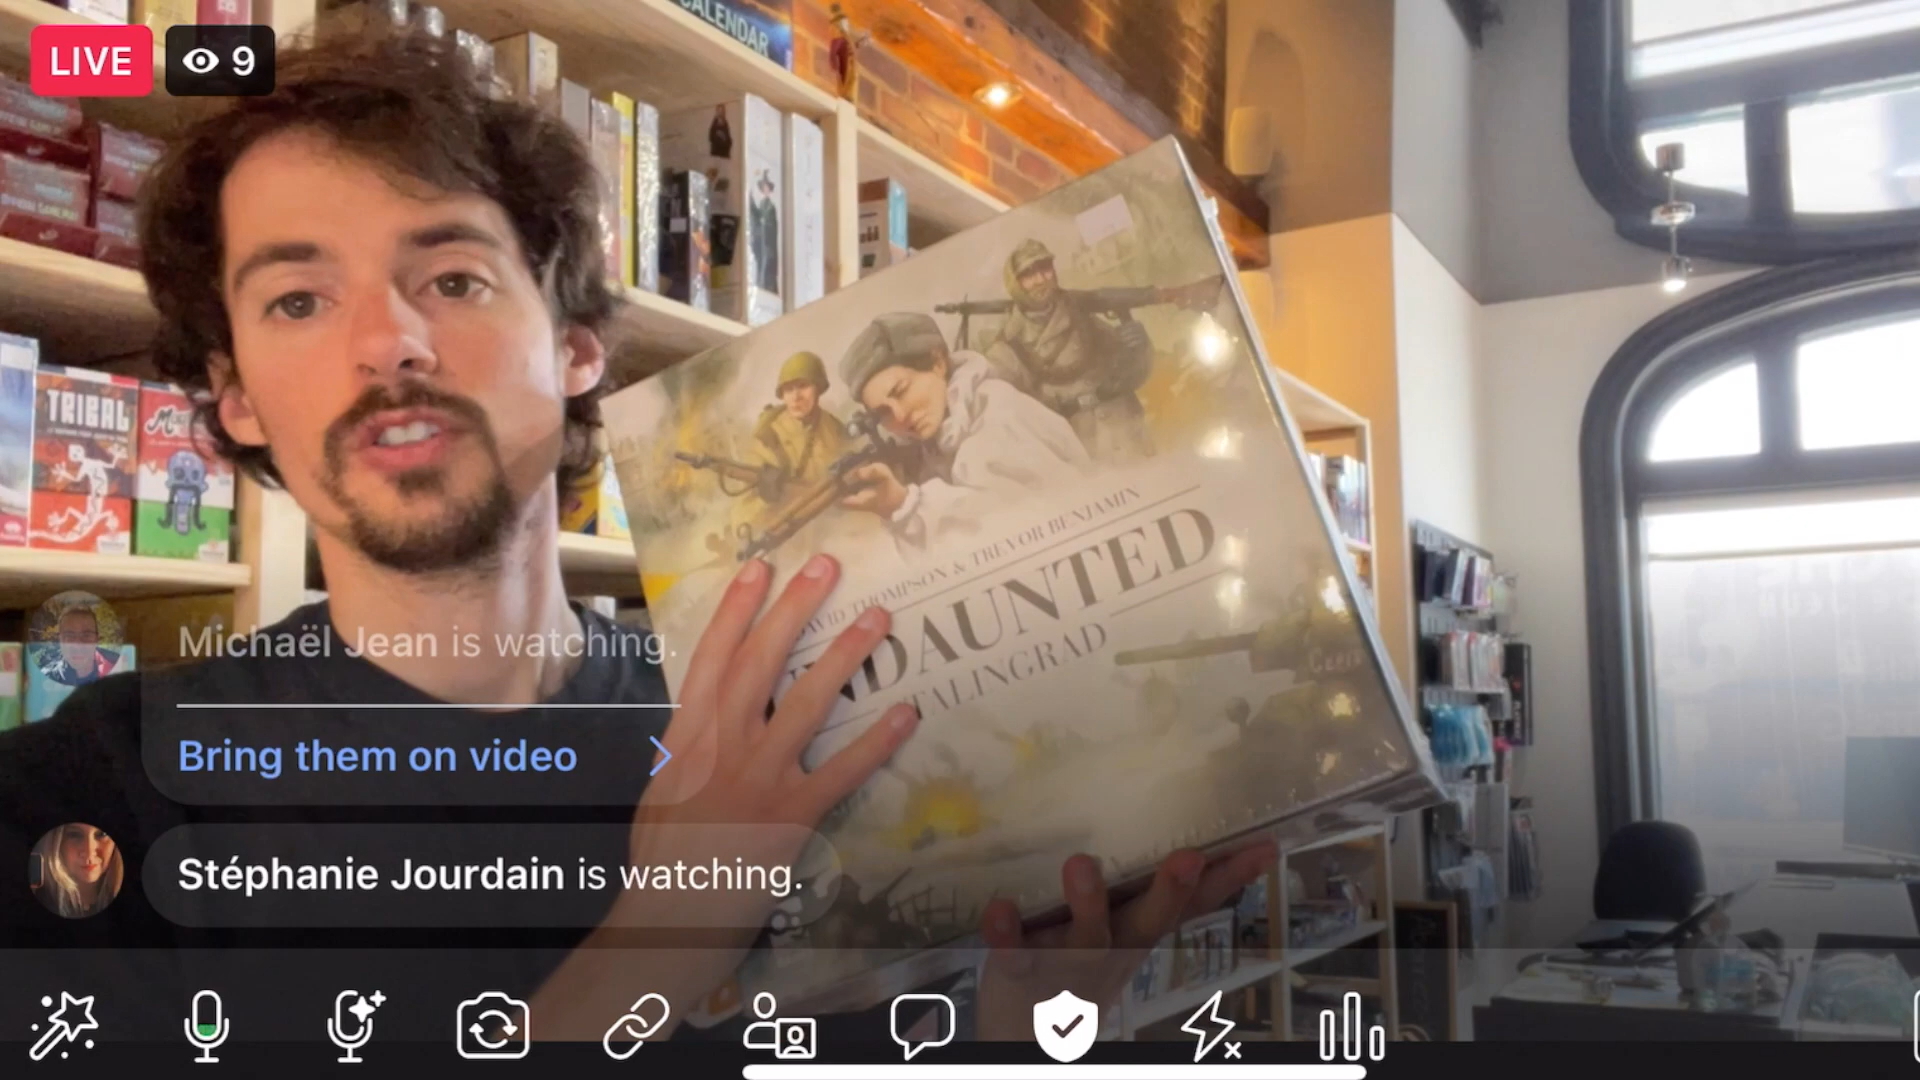 LIVE
9
CALENDAR
TRIBAL
DAVID THOMPSON & TREVOR BENJAMIN
UNDAUNTED
STALINGRAD
Michaël Jean is watching.
Bring them on video
Stéphanie Jourdain is watching.